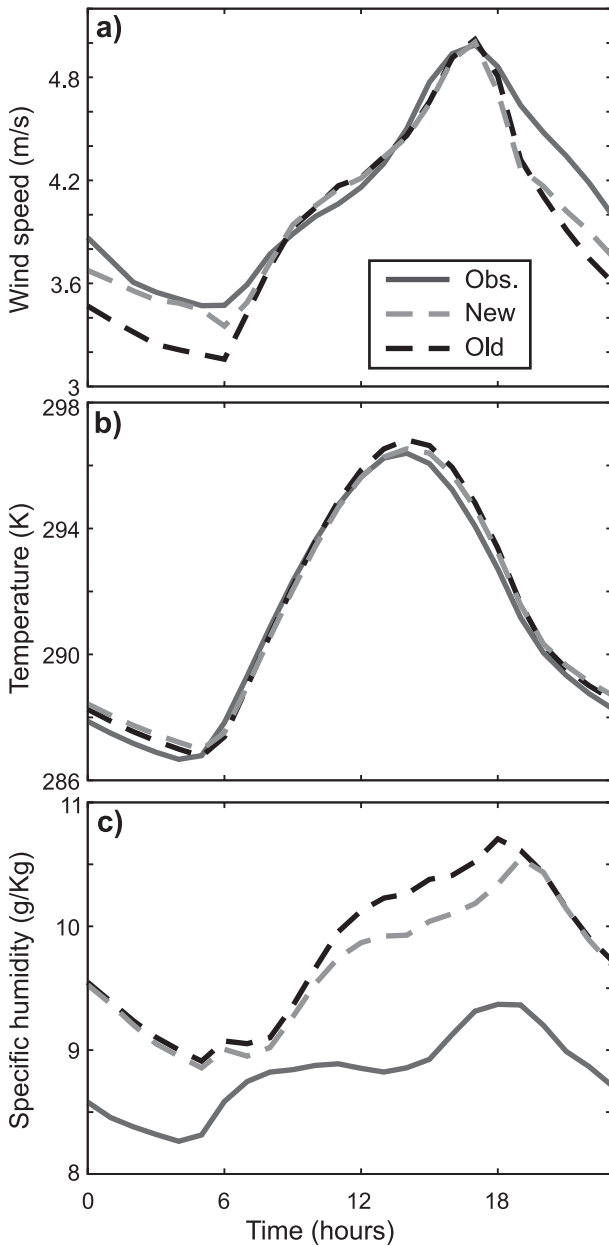 a)
Wind speed (m/s)
4.8
4.2
3.6
3
Obs.
New
Old
b)
Temperature (K)
298
294
290
286
c)
Specific humidity (g/Kg)
11
10
9
8
0 6 12 18
Time (hours)